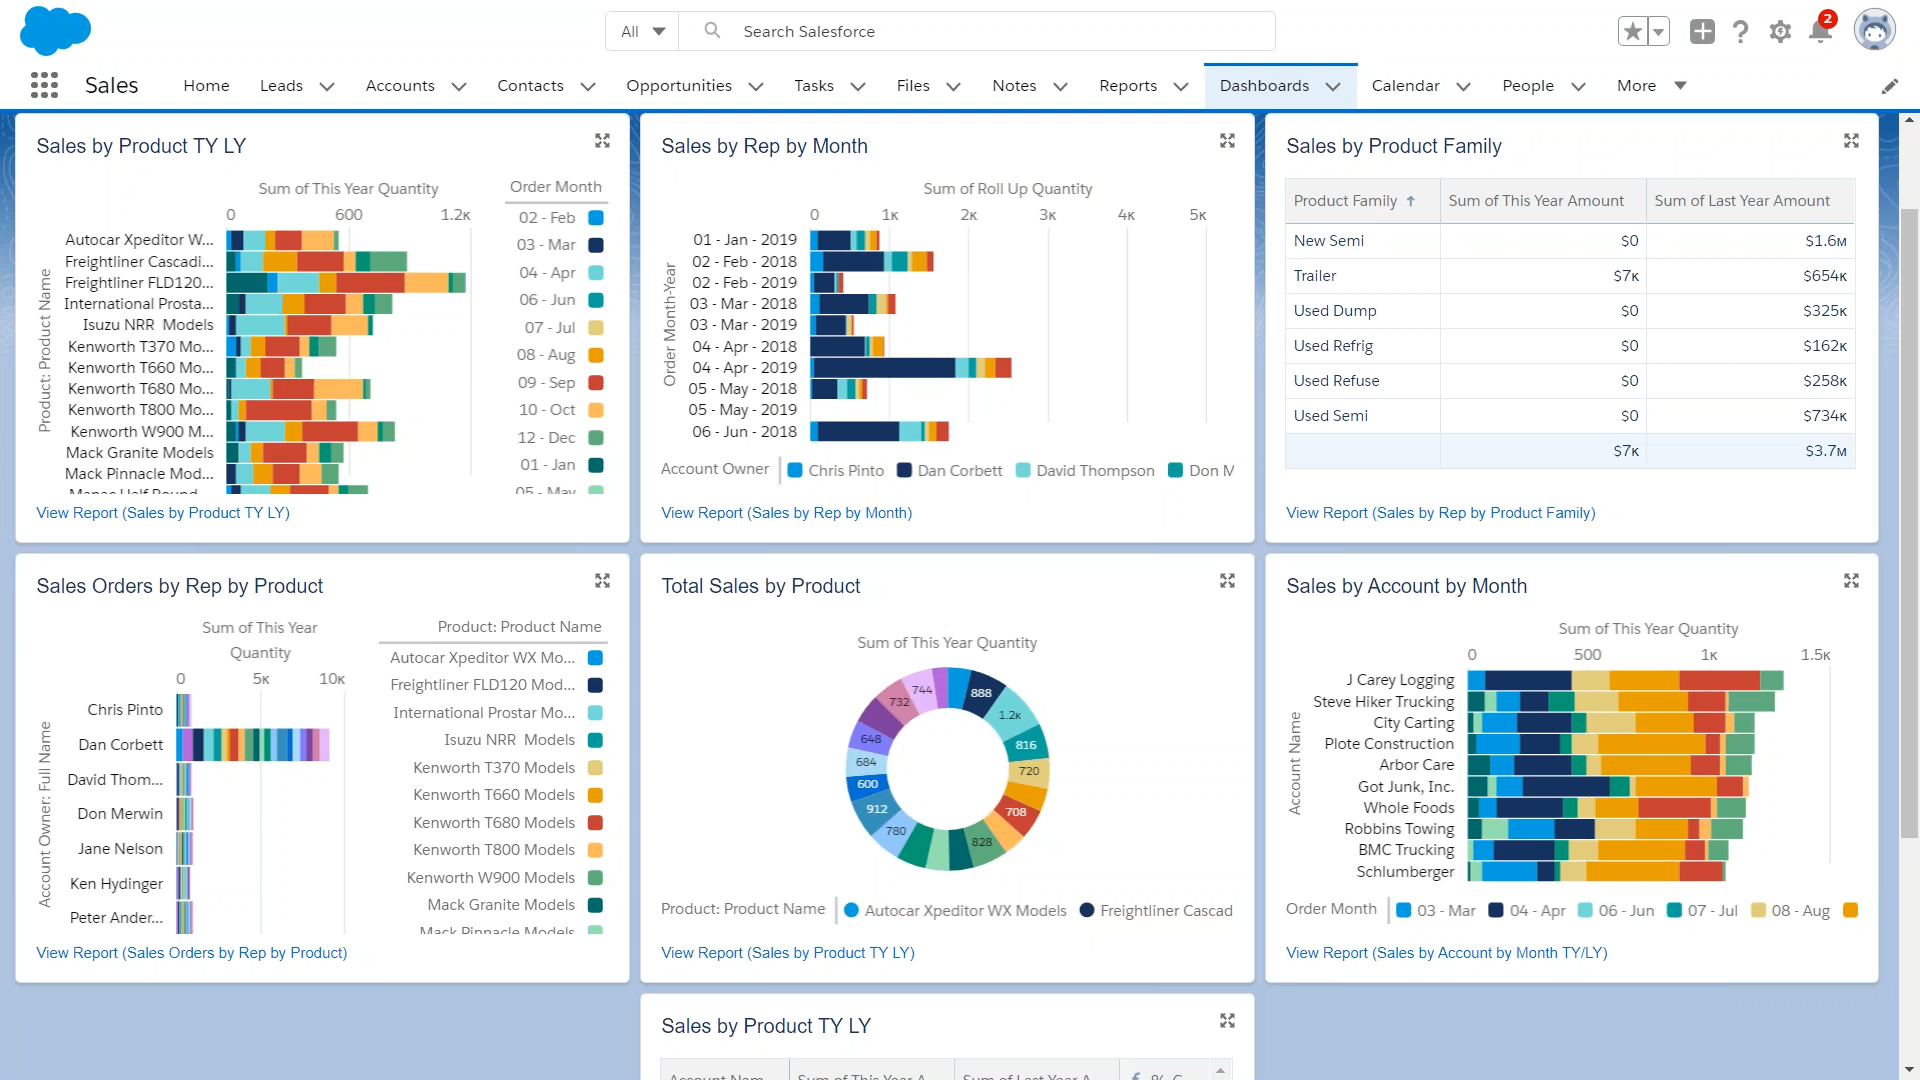 All
Search Salesforce
2
Sales
Home
Leads
Accounts
Contacts
Opportunities
Tasks
Files
Notes
Reports
Dashboards
Calendar
People
More
Sales by Product TY LY
Sum of This Year Quantity
Order Month
0 600 1.2K
Product: Product Name
Autocar Xpeditor W...
Freightliner Cascadi...
Freightliner FLD120...
International Prosta...
Isuzu NRR Models
Kenworth T370 Mo...
Kenworth T660 Mo...
Kenworth T680 Mo...
Kenworth T800 Mo...
Kenworth W900 M...
Mack Granite Models
Mack Pinnacle Mod...
02 - Feb
03 - Mar
04 - Apr
06 - Jun
07 - Jul
08 - Aug
09 - Sep
10 - Oct
12 - Dec
01 - Jan
05 - May
View Report (Sales by Product TY LY)
Sales by Rep by Month
Sum of Roll Up Quantity
0 1K 2K 3K 4K 5K
Order Month-Year
01 - Jan - 2019
02 - Feb - 2018
02 - Feb - 2019
03 - Mar - 2018
03 - Mar - 2019
04 - Apr - 2018
04 - Apr - 2019
05 - May - 2018
05 - May - 2019
06 - Jun - 2018
Account Owner Chris Pinto Dan Corbett David Thompson Don M
View Report (Sales by Rep by Month)
Sales by Product Family
Product Family Sum of This Year Amount Sum of Last Year Amount
New Semi $0 $1.6M
Trailer $7K $654K
Used Dump $0 $325K
Used Refrig $0 $162K
Used Refuse $0 $258K
Used Semi $0 $734K
$7K $3.7M
View Report (Sales by Rep by Product Family)
Sales Orders by Rep by Product
Sum of This Year
Quantity
0 5K 10K
Account Owner: Full Name
Chris Pinto
Dan Corbett
David Thom...
Don Merwin
Jane Nelson
Ken Hydinger
Peter Ander...
Product: Product Name
Autocar Xpeditor WX Mo...
Freightliner FLD120 Mod...
International Prostar Mo...
Isuzu NRR Models
Kenworth T370 Models
Kenworth T660 Models
Kenworth T680 Models
Kenworth T800 Models
Kenworth W900 Models
Mack Granite Models
Mack Pinnacle Models
View Report (Sales Orders by Rep by Product)
Total Sales by Product
Sum of This Year Quantity
888
1.2K
816
720
708
828
780
912
600
684
648
732
744
Product: Product Name Autocar Xpeditor WX Models Freightliner Cascad
View Report (Sales by Product TY LY)
Sales by Account by Month
Sum of This Year Quantity
0 500 1K 1.5K
Account Name
J Carey Logging
Steve Hiker Trucking
City Carting
Plote Construction
Arbor Care
Got Junk, Inc.
Whole Foods
Robbins Towing
BMC Trucking
Schlumberger
Order Month 03 - Mar 04 - Apr 06 - Jun 07 - Jul 08 - Aug
View Report (Sales by Account by Month TY/LY)
Sales by Product TY LY